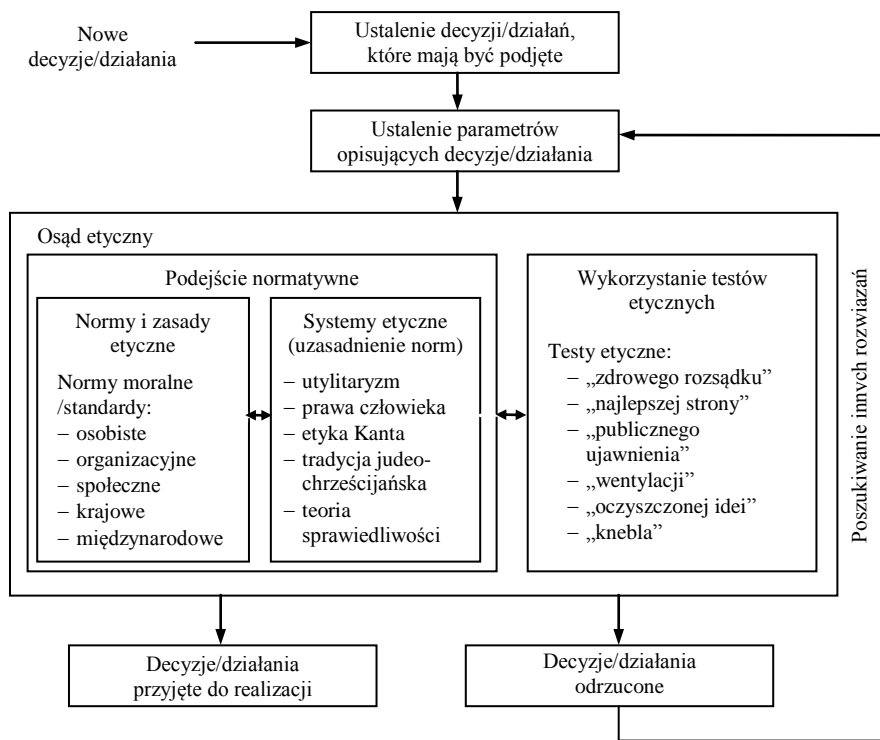 Nowe
decyzje/działania
Ustalenie decyzji/działań,
które mają być podjęte
Ustalenie parametrów
opisujących decyzje/działania
Osąd etyczny
Podejście normatywne
Normy i zasady
etyczne
Normy moralne
/standardy:
– osobiste
– organizacyjne
– społeczne
– krajowe
– międzynarodowe
Systemy etyczne
(uzasadnienie norm)
– utylitaryzm
– prawa człowieka
– etyka Kanta
– tradycja judeo-
chrześcijańska
– teoria
sprawiedliwości
Wykorzystanie testów
etycznych
Testy etyczne:
– „zdrowego rozsądku”
– „najlepszej strony”
– „publicznego
ujawnienia”
– „wentylacji”
– „oczyszczonej idei”
– „knebla”
Poszukiwanie innych rozwiazań
Decyzje/działania
przyjęte do realizacji
Decyzje/działania
odrzucone